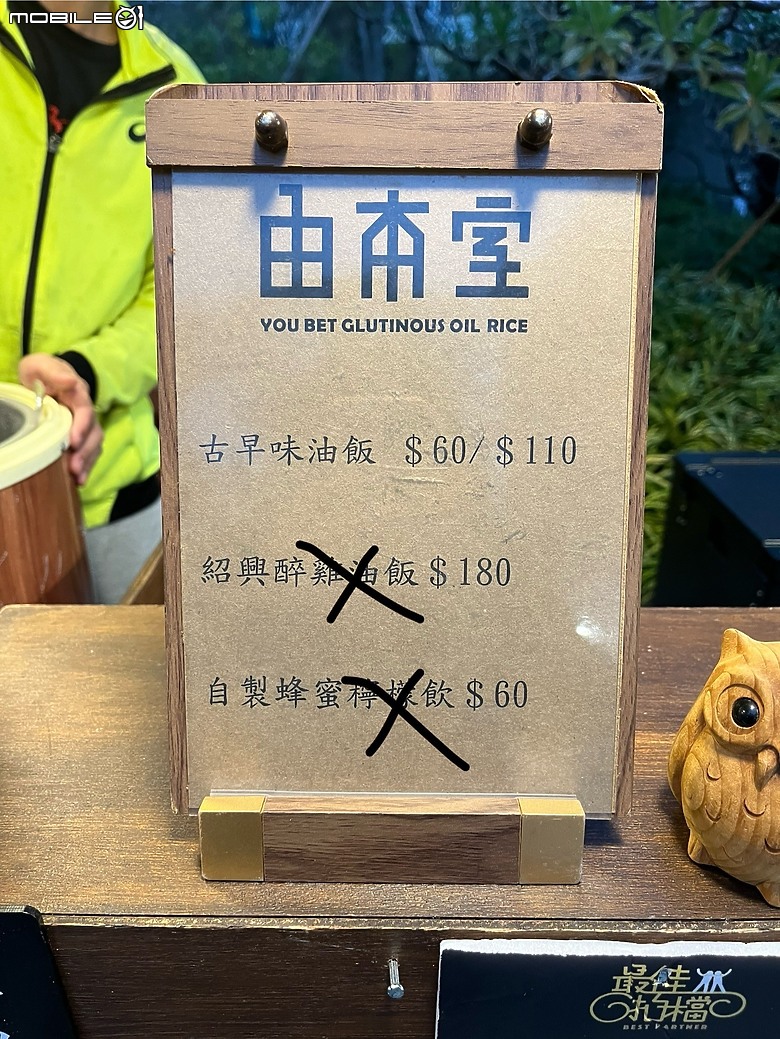 MOBILE01
由本室
YOU BET GLUTINOUS OIL RICE
古早味油飯 $60/$110
紹興醉雞油飯$180
自製蜂蜜檸檬飲$60
最佳
拍檔
BEST PARTNER